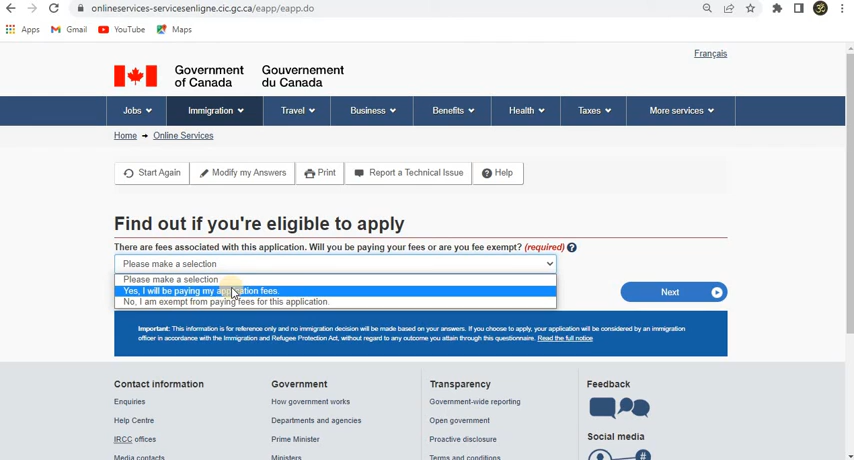 onlineservices-servicesenligne.cic.gc.ca/eapp/eapp.do
Apps Gmail YouTube Maps
Français
Government of Canada
Gouvernement du Canada
Jobs Immigration Travel Business Benefits Health Taxes More services
Home Online Services
Start Again Modify my Answers Print Report a Technical Issue Help
Find out if you're eligible to apply
There are fees associated with this application. Will you be paying your fees or are you fee exempt? (required) ?
Please make a selection
Please make a selection
Yes, I will be paying my application fees.
No, I am exempt from paying fees for this application.
Next
Important: This information is for reference only and no immigration decision will be made based on your answers. If you choose to apply, your application will be considered by an immigration
officer in accordance with the Immigration and Refugee Protection Act, without regard to any outcome you attain through this questionnaire. Read the full notice
Contact information
Enquiries
Help Centre
IRCC offices
Media contacts
Government
How government works
Departments and agencies
Prime Minister
Ministers
Transparency
Government-wide reporting
Open government
Proactive disclosure
Terms and conditions
Feedback
Social media
#